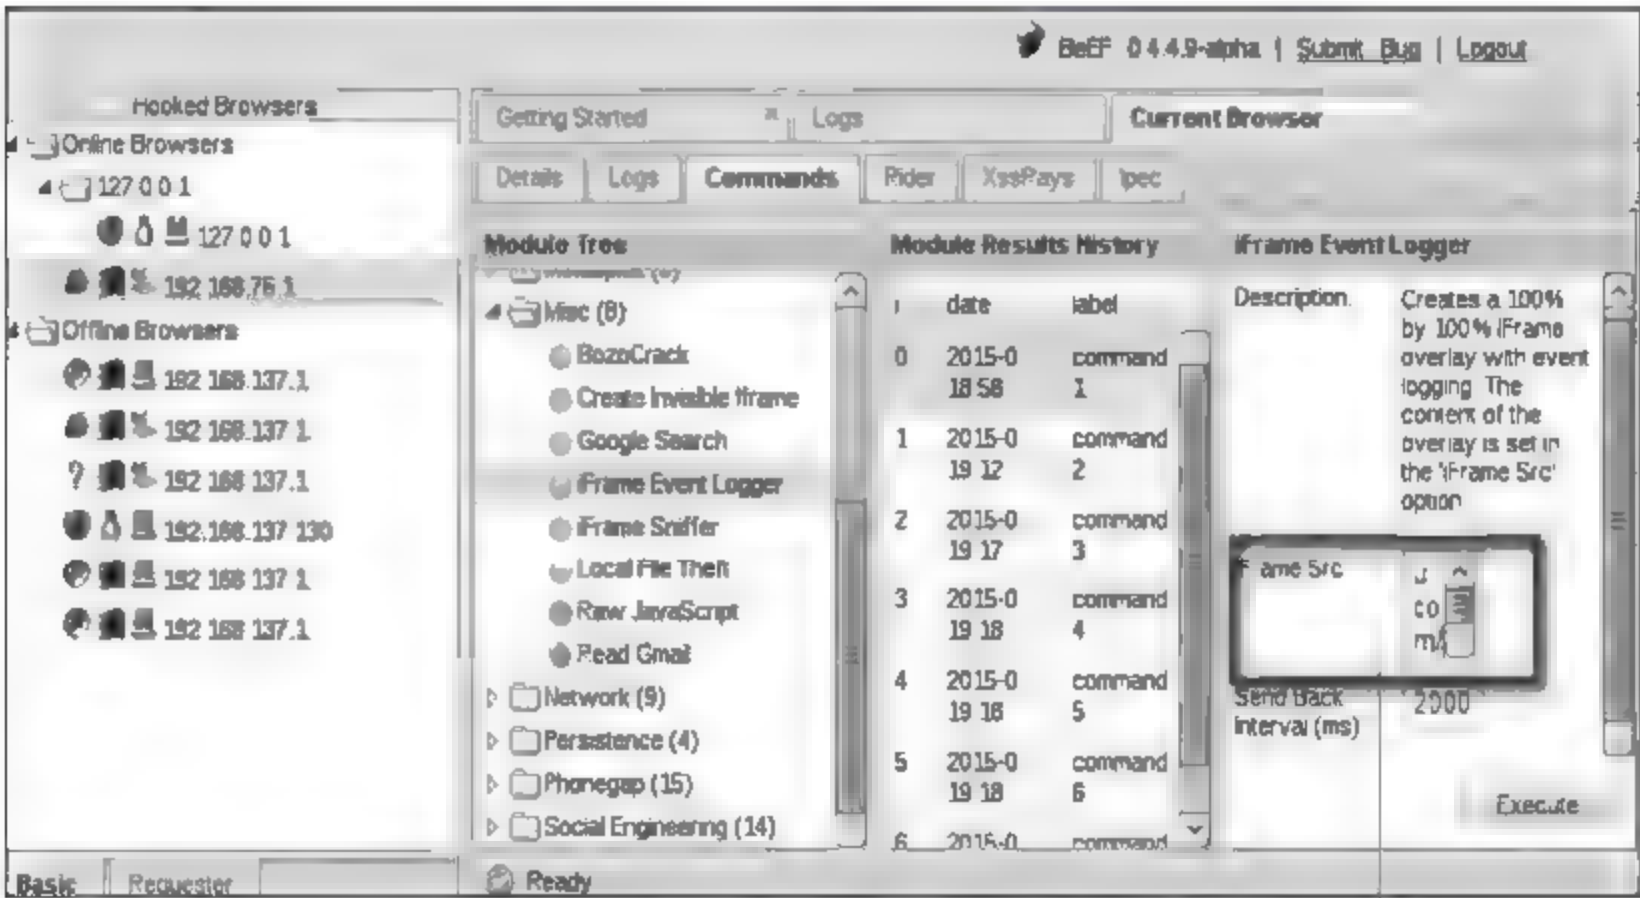 BeEF 0.4.4.9-alpha | Submit Bug | Logout
Hooked Browsers
Getting Started
Logs
Current Browser
Online Browsers
127 0 0 1
127 0 0 1
192 168.76 1
Offline Browsers
192 168.137.1
192 168.137 1
192 168 137.1
192.168.137 130
192 168 137 1
192 168 137.1
Details
Logs
Commands
Rider
XssRays
Ipec
Module Tree
Misc (8)
BozoCrack
Create Invisible Iframe
Google Search
iFrame Event Logger
iFrame Sniffer
Local File Theft
Raw JavaScript
Read Gmail
Network (9)
Persistence (4)
Phonegap (15)
Social Engineering (14)
Module Results History
i date label
0 2015-0 command
18 58 1
1 2015-0 command
19 12 2
2 2015-0 command
19 17 3
3 2015-0 command
19 18 4
4 2015-0 command
19 18 5
5 2015-0 command
19 18 6
6 2015-0 command
iFrame Event Logger
Description.
Creates a 100%
by 100% iFrame
overlay with event
logging The
content of the
overlay is set in
the 'iFrame Src'
option
iFrame Src
co
m/
Send Back
interval (ms)
2000
Execute
Basic
Requester
Ready